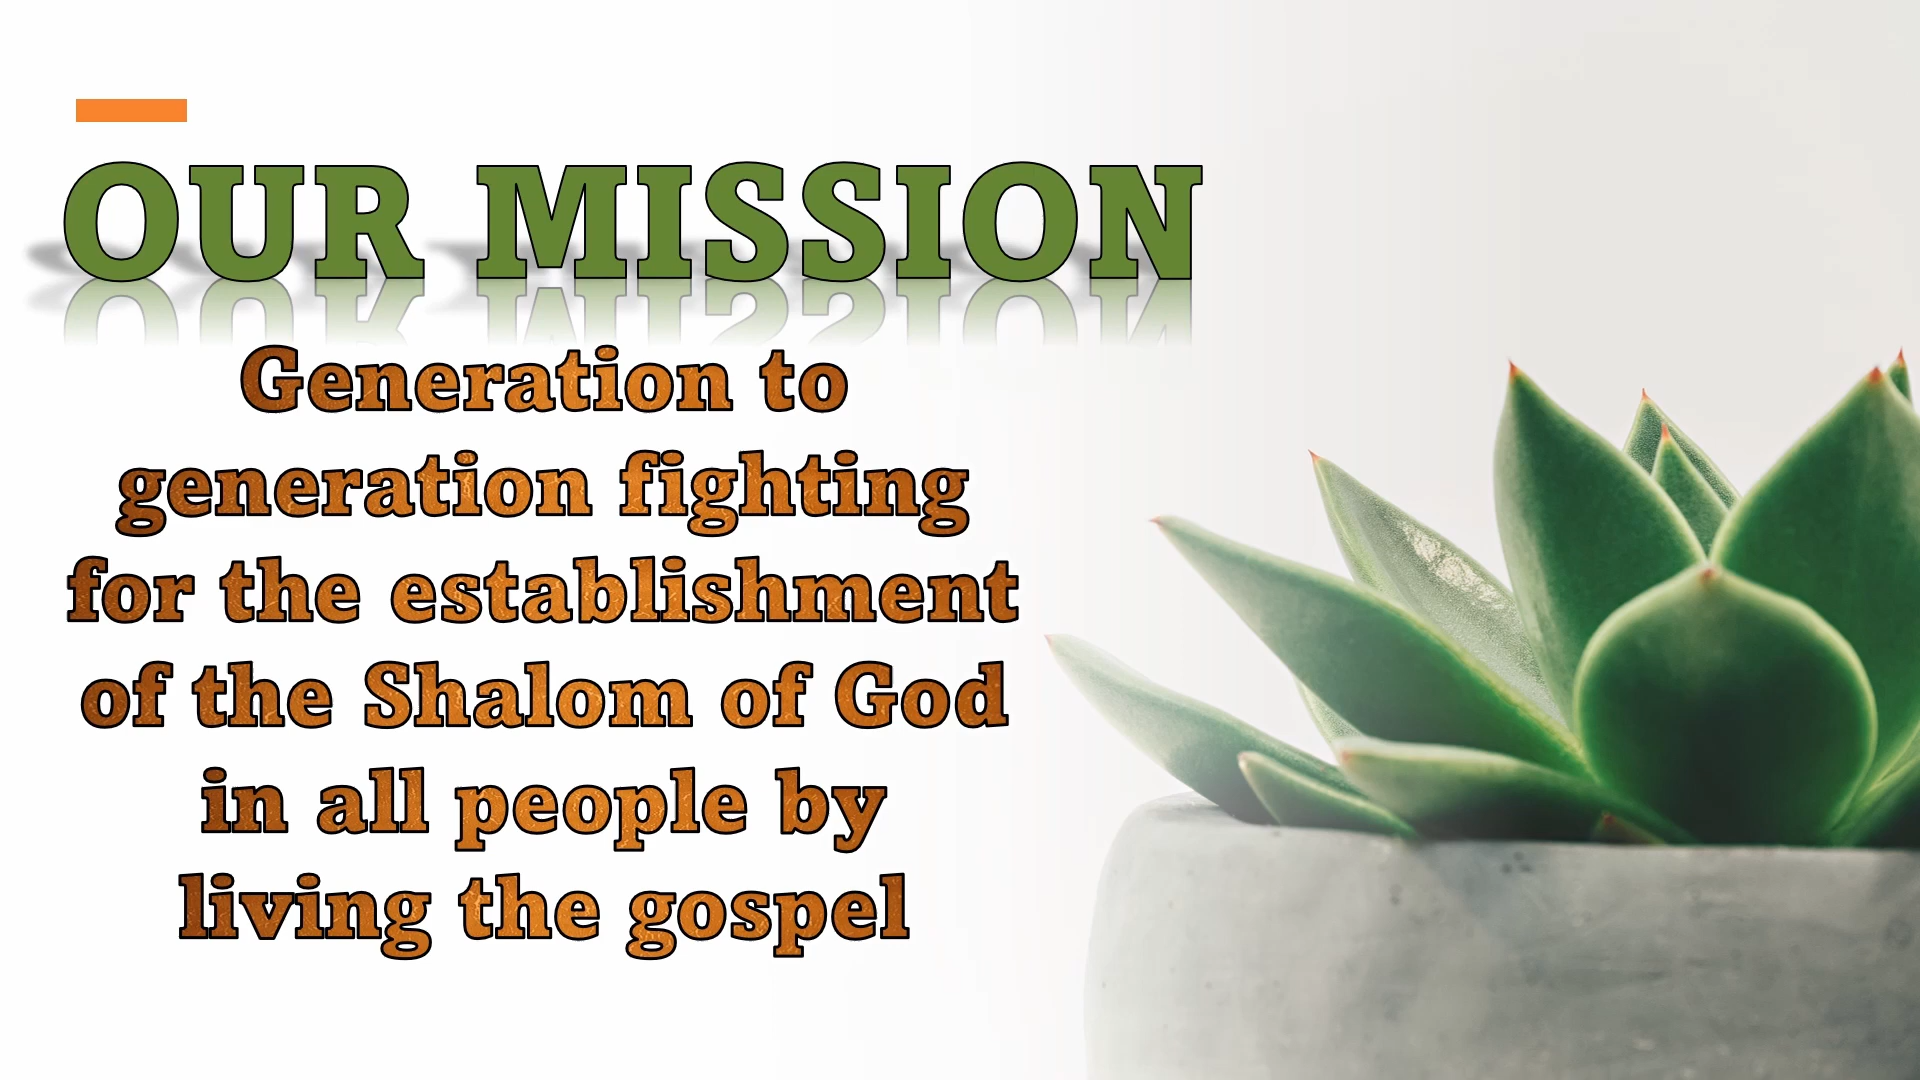 OUR MISSION
Generation to
generation fighting
for the establishment
of the Shalom of God
in all people by
living the gospel